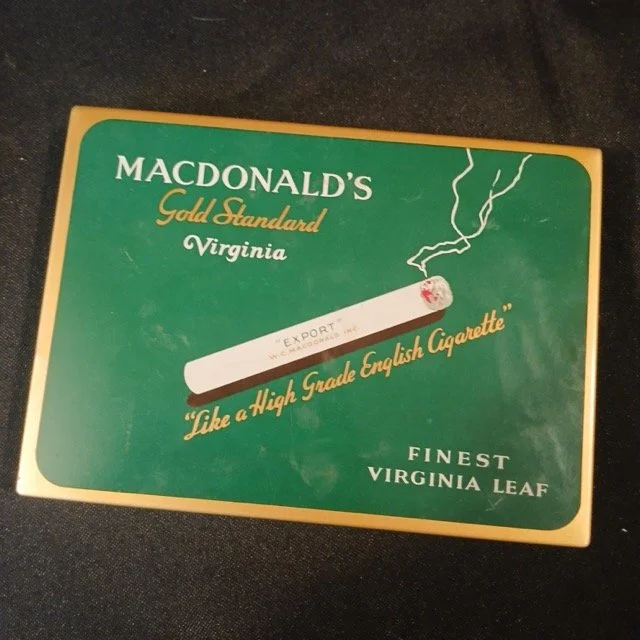 MACDONALD'S
Gold Standard
Virginia
"EXPORT"
W.C. MACDONALD, INC.
"Like a High Grade English Cigarette"
FINEST
VIRGINIA LEAF